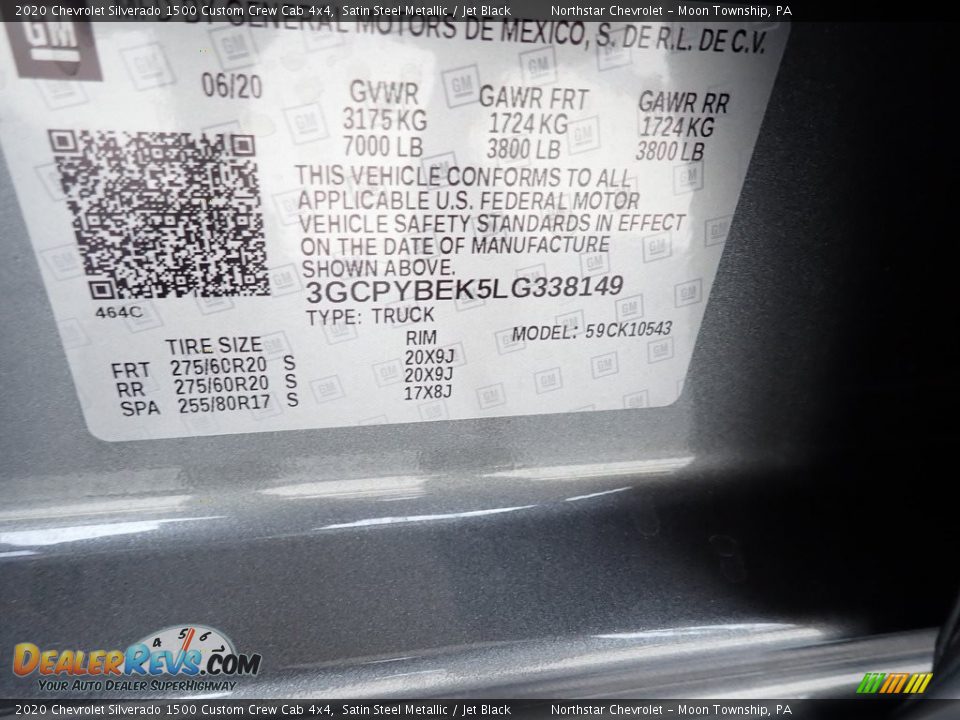 2020 Chevrolet Silverado 1500 Custom Crew Cab 4x4, Satin Steel Metallic / Jet Black Northstar Chevrolet – Moon Township, PA
GM
BY GENERAL MOTORS DE MEXICO, S. DE R.L. DE C.V.
06/20
GVWR GAWR FRT GAWR RR
3175 KG 1724 KG 1724 KG
7000 LB 3800 LB 3800 LB
THIS VEHICLE CONFORMS TO ALL
APPLICABLE U.S. FEDERAL MOTOR
VEHICLE SAFETY STANDARDS IN EFFECT
ON THE DATE OF MANUFACTURE
SHOWN ABOVE.
3GCPYBEK5LG338149
464C
TYPE: TRUCK
MODEL: 59CK10543
TIRE SIZE RIM
FRT 275/60R20 S 20X9J
RR 275/60R20 S 20X9J
SPA 255/80R17 S 17X8J
4 5 6
DEALERREVS.COM
YOUR AUTO DEALER SUPERHIGHWAY
2020 Chevrolet Silverado 1500 Custom Crew Cab 4x4, Satin Steel Metallic / Jet Black Northstar Chevrolet – Moon Township, PA